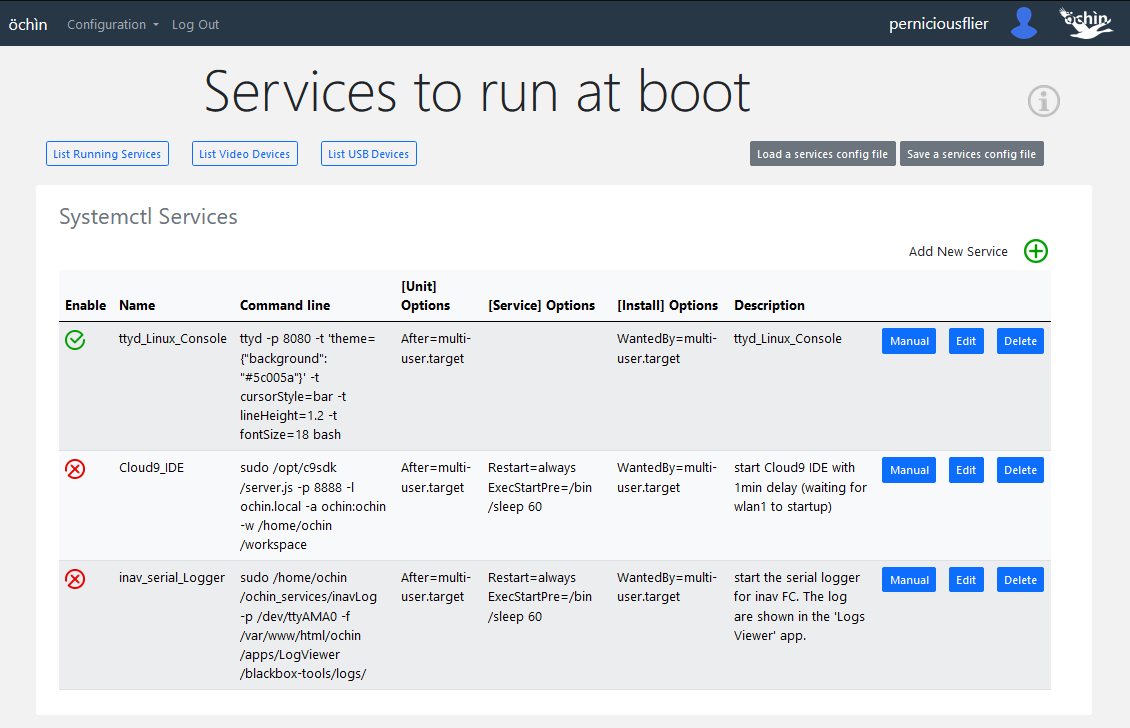 öchìn Configuration Log Out perniciousflier öchìn
Services to run at boot
List Running Services List Video Devices List USB Devices Load a services config file Save a services config file
Systemctl Services
Add New Service
Enable Name Command line [Unit] Options [Service] Options [Install] Options Description
ttyd_Linux_Console
ttyd -p 8080 -t 'theme=
{"background":
"#5c005a"}' -t
cursorStyle=bar -t
lineHeight=1.2 -t
fontSize=18 bash
After=multi-
user.target
WantedBy=multi-
user.target
ttyd_Linux_Console
Manual Edit Delete
Cloud9_IDE
sudo /opt/c9sdk
/server.js -p 8888 -l
ochin.local -a ochin:ochin
-w /home/ochin
/workspace
After=multi-
user.target
Restart=always
ExecStartPre=/bin
/sleep 60
WantedBy=multi-
user.target
start Cloud9 IDE with
1min delay (waiting for
wlan1 to startup)
Manual Edit Delete
inav_serial_Logger
sudo /home/ochin
/ochin_services/inavLog
-p /dev/ttyAMA0 -f
/var/www/html/ochin
/apps/LogViewer
/blackbox-tools/logs/
After=multi-
user.target
Restart=always
ExecStartPre=/bin
/sleep 60
WantedBy=multi-
user.target
start the serial logger
for inav FC. The log
are shown in the 'Logs
Viewer' app.
Manual Edit Delete